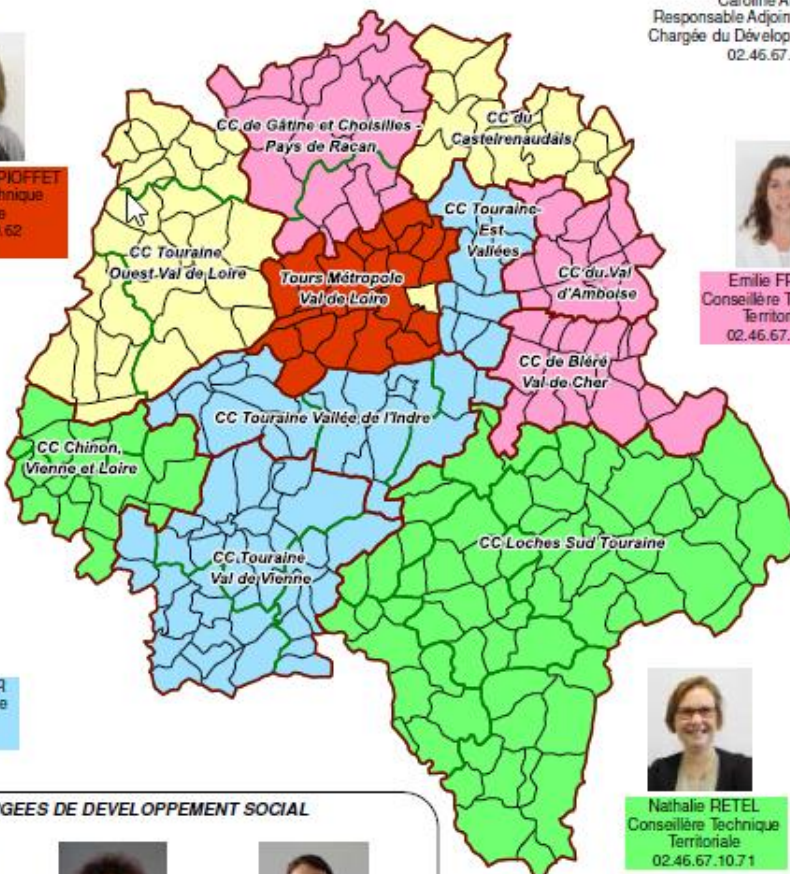 Caroline
Responsable
Chargée du
02.46.67.
PIOFFET
.62
CC de Gâtine et Choisilles -
Pays de Racan
CC du
Castelrenaudais
CC Touraine
Ouest Val de Loire
CC Touraine-
Est
Vallées
Tours Métropole
Val de Loire
CC du Val
d'Amboise
Emilie
Conseillère
02.46.67.
CC de Bléré
Val de Cher
CC Touraine Vallée de l'Indre
CC Chinon,
Vienne et Loire
CC Loches Sud Touraine
CC Touraine
Val de Vienne
Nathalie RETEL
Conseillère Technique
Territoriale
02.46.67.10.71
GEES DE DEVELOPPEMENT SOCIAL